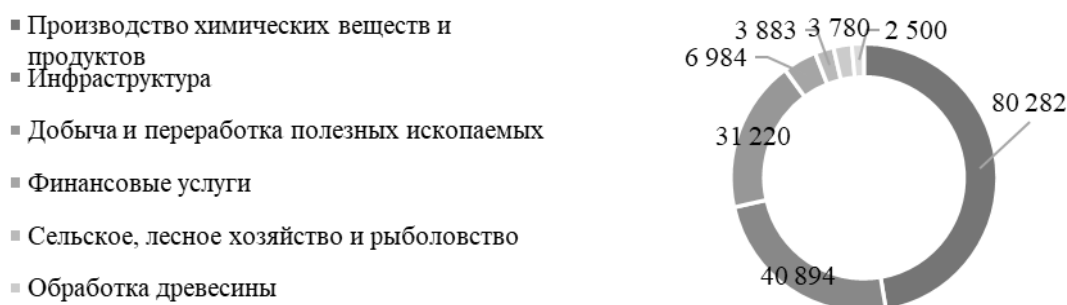 Производство химических веществ и
продуктов
Инфраструктура
Добыча и переработка полезных ископаемых
Финансовые услуги
Сельское, лесное хозяйство и рыболовство
Обработка древесины
3 883
3 780
2 500
6 984
80 282
31 220
40 894